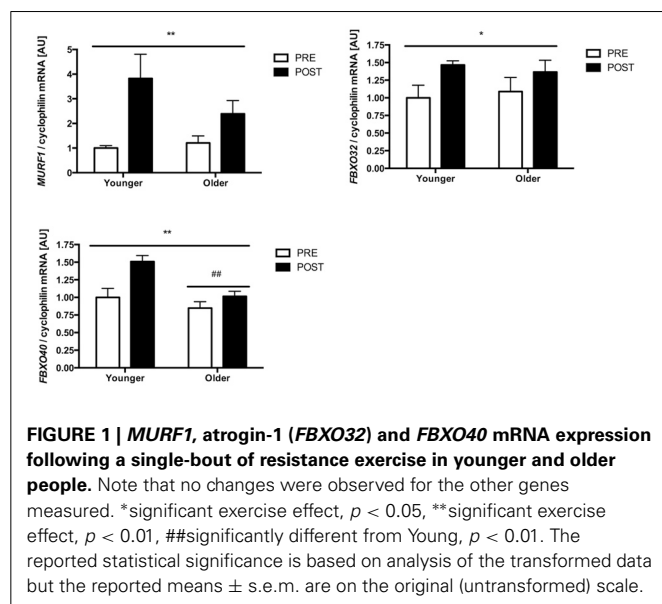 **
PRE
POST
MURF1 / cyclophilin mRNA [AU]
5
4
3
2
1
0
Younger
Older
*
PRE
POST
FBXO32 / cyclophilin mRNA [AU]
1.75
1.50
1.25
1.00
0.75
0.50
0.25
0.00
Younger
Older
**
##
PRE
POST
FBXO40 / cyclophilin mRNA [AU]
1.75
1.50
1.25
1.00
0.75
0.50
0.25
0.00
Younger
Older
FIGURE 1 | MURF1, atrogin-1 (FBXO32) and FBXO40 mRNA expression
following a single-bout of resistance exercise in younger and older
people. Note that no changes were observed for the other genes
measured. *significant exercise effect, p < 0.05, **significant exercise
effect, p < 0.01, ##significantly different from Young, p < 0.01. The
reported statistical significance is based on analysis of the transformed data
but the reported means ± s.e.m. are on the original (untransformed) scale.